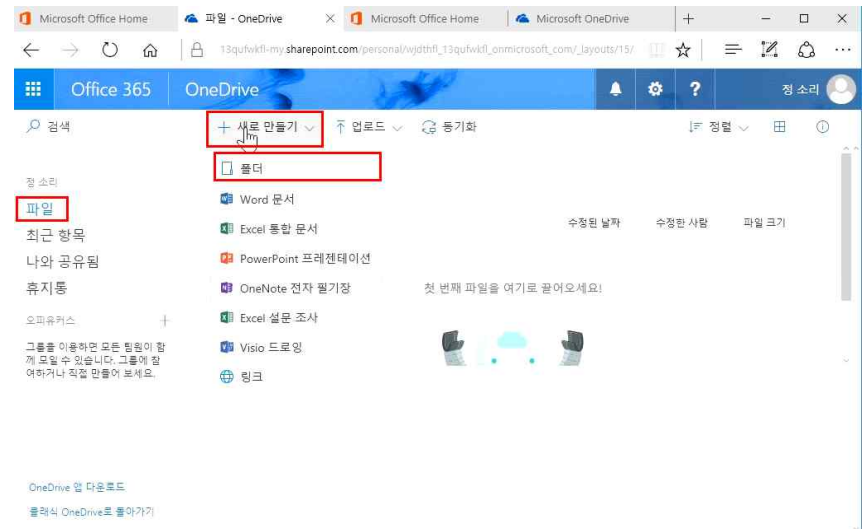 Microsoft Office Home
파일 - OneDrive
Microsoft Office Home
Microsoft OneDrive
13qufwkfl-my.sharepoint.com/personal/wjdthfl_13qufwkfl_onmicrosoft_com/_layouts/15/
Office 365
OneDrive
?
정 소리
검색
새로 만들기
업로드
동기화
정렬
폴더
정 소리
Word 문서
파일
수정된 날짜
수정한 사람
파일 크기
Excel 통합 문서
최근 항목
PowerPoint 프레젠테이션
나와 공유됨
OneNote 전자 필기장
첫 번째 파일을 여기로 끌어오세요!
휴지통
Excel 설문 조사
오피유커스
Visio 드로잉
그룹을 이용하면 모든 팀원이 함
께 모일 수 있습니다. 그룹에 참
여하거나 직접 만들어 보세요.
링크
OneDrive 앱 다운로드
클래식 OneDrive로 돌아가기